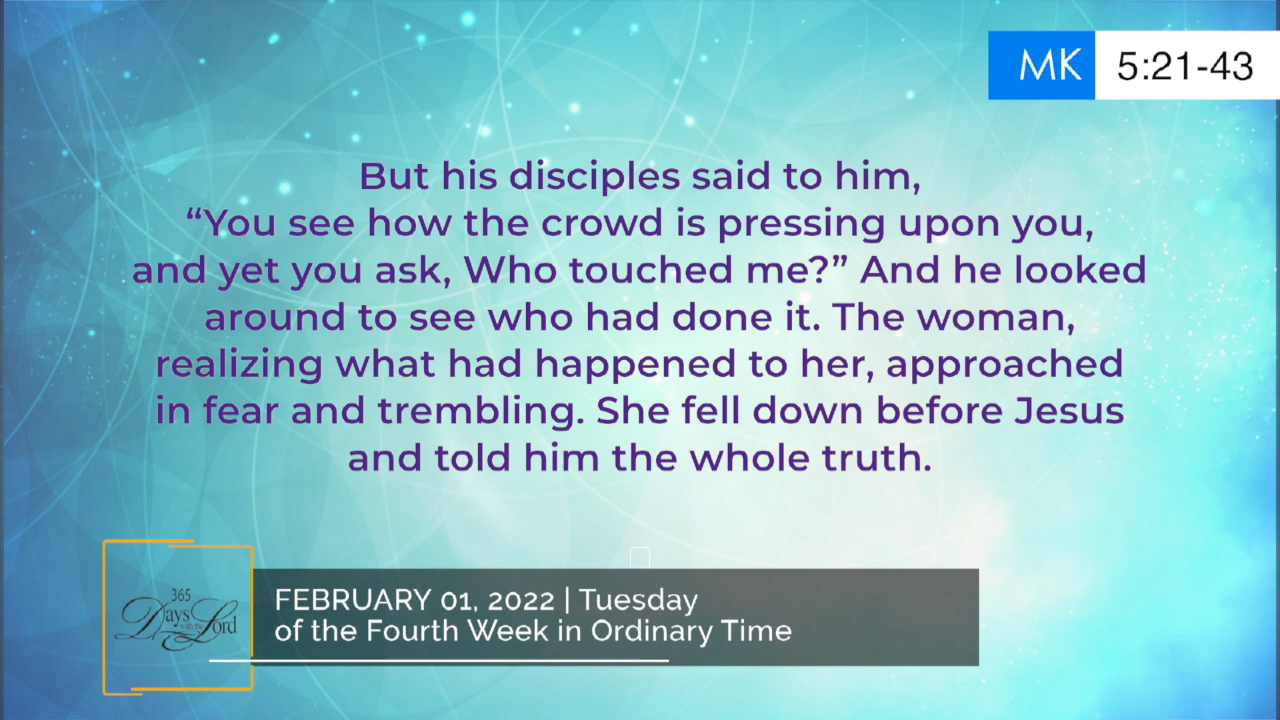 MK 5:21-43
But his disciples said to him,
“You see how the crowd is pressing upon you,
and yet you ask, Who touched me?” And he looked
around to see who had done it. The woman,
realizing what had happened to her, approached
in fear and trembling. She fell down before Jesus
and told him the whole truth.
365
Days with the Lord
FEBRUARY 01, 2022 | Tuesday
of the Fourth Week in Ordinary Time